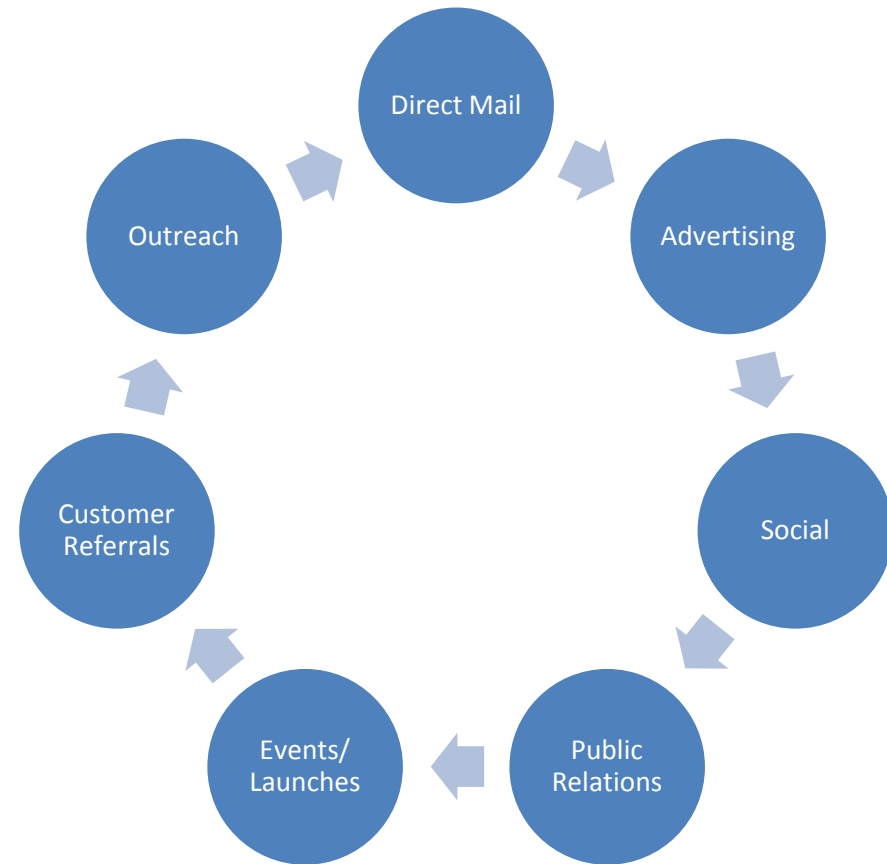 Direct Mail
Advertising
Social
Public
Relations
Events/
Launches
Customer
Referrals
Outreach